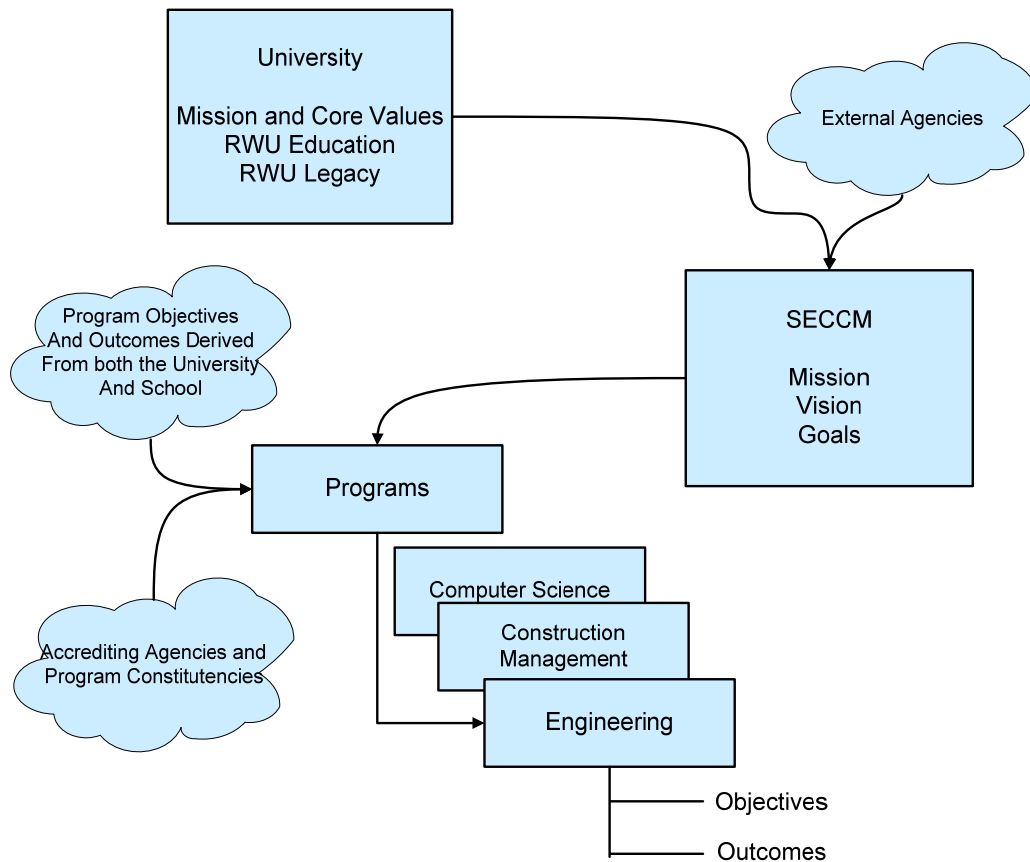 University
Mission and Core Values
RWU Education
RWU Legacy
External Agencies
SECCM
Mission
Vision
Goals
Program Objectives
And Outcomes Derived
From both the University
And School
Programs
Computer Science
Construction
Management
Accrediting Agencies and
Program Constitutencies
Engineering
Objectives
Outcomes